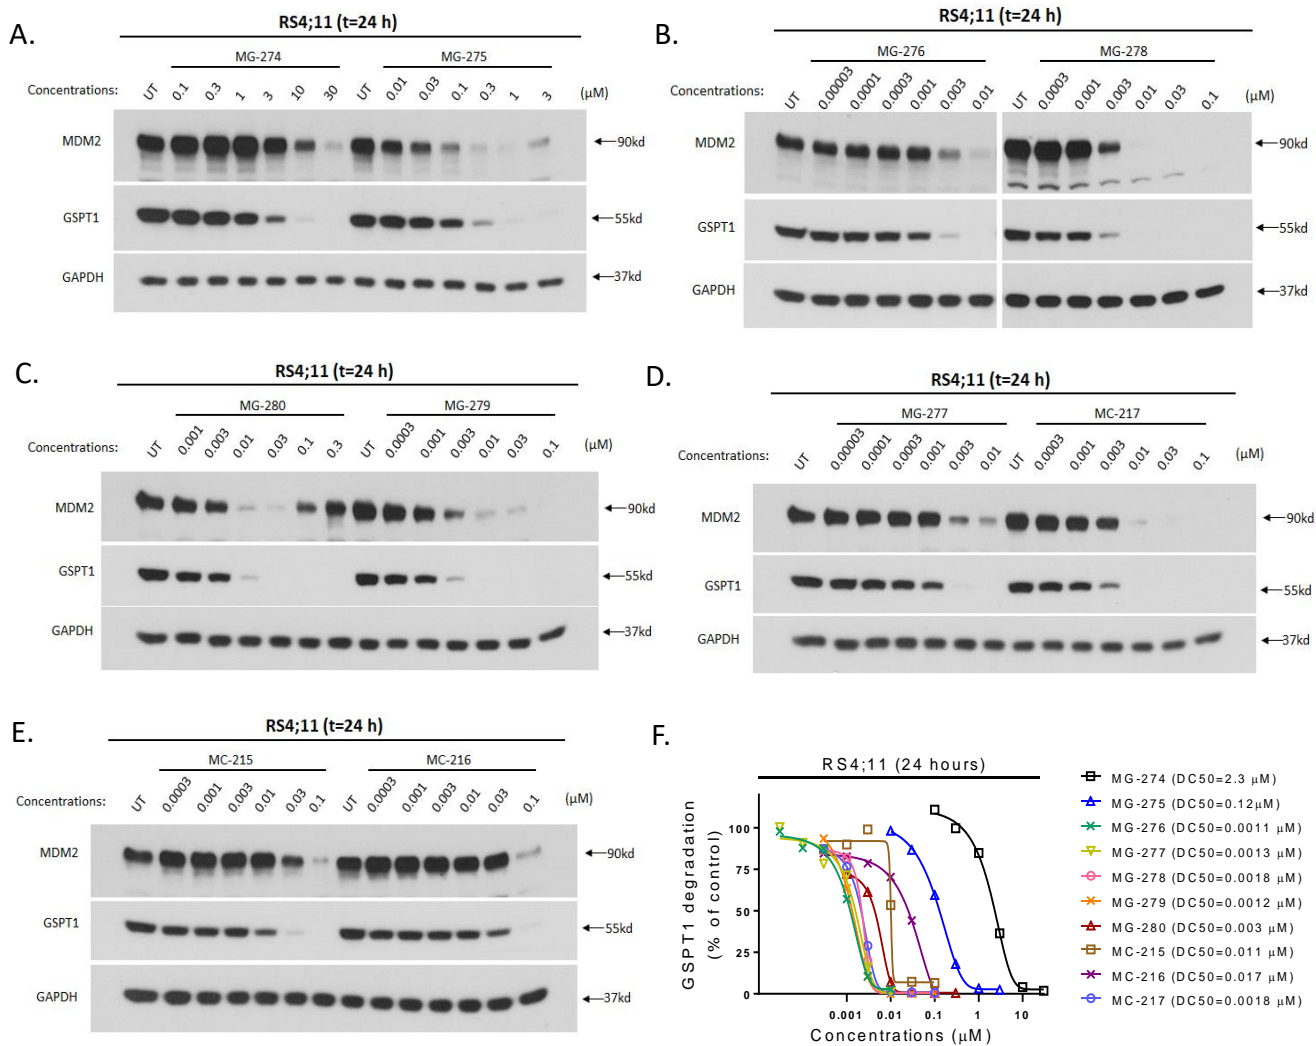 A.
RS4;11 (t=24 h)
MG-274 MG-275
Concentrations: UT 0.1 0.3 1 3 10 30 UT 0.01 0.03 0.1 0.3 1 3 (μM)
MDM2 90kd
GSPT1 55kd
GAPDH 37kd
B.
RS4;11 (t=24 h)
MG-276 MG-278
Concentrations: UT 0.00003 0.0001 0.0003 0.001 0.003 0.01 UT 0.0003 0.001 0.003 0.01 0.03 0.1 (μM)
MDM2 90kd
GSPT1 55kd
GAPDH 37kd
C.
RS4;11 (t=24 h)
MG-280 MG-279
Concentrations: UT 0.001 0.003 0.01 0.03 0.1 0.3 UT 0.0003 0.001 0.003 0.01 0.03 0.1 (μM)
MDM2 90kd
GSPT1 55kd
GAPDH 37kd
D.
RS4;11 (t=24 h)
MG-277 MC-217
Concentrations: UT 0.00003 0.0001 0.0003 0.001 0.003 0.01 UT 0.0003 0.001 0.003 0.01 0.03 0.1 (μM)
MDM2 90kd
GSPT1 55kd
GAPDH 37kd
E.
RS4;11 (t=24 h)
MC-215 MC-216
Concentrations: UT 0.0003 0.001 0.003 0.01 0.03 0.1 UT 0.0003 0.001 0.003 0.01 0.03 0.1 (μM)
MDM2 90kd
GSPT1 55kd
GAPDH 37kd
F.
RS4;11 (24 hours)
GSPT1 degradation
(% of control)
100
75
50
25
0
0.001 0.01 0.1 1 10
Concentrations (μM)
MG-274 (DC50=2.3 μM)
MG-275 (DC50=0.12μM)
MG-276 (DC50=0.0011 μM)
MG-277 (DC50=0.0013 μM)
MG-278 (DC50=0.0018 μM)
MG-279 (DC50=0.0012 μM)
MG-280 (DC50=0.003 μM)
MC-215 (DC50=0.011 μM)
MC-216 (DC50=0.017 μM)
MC-217 (DC50=0.0018 μM)